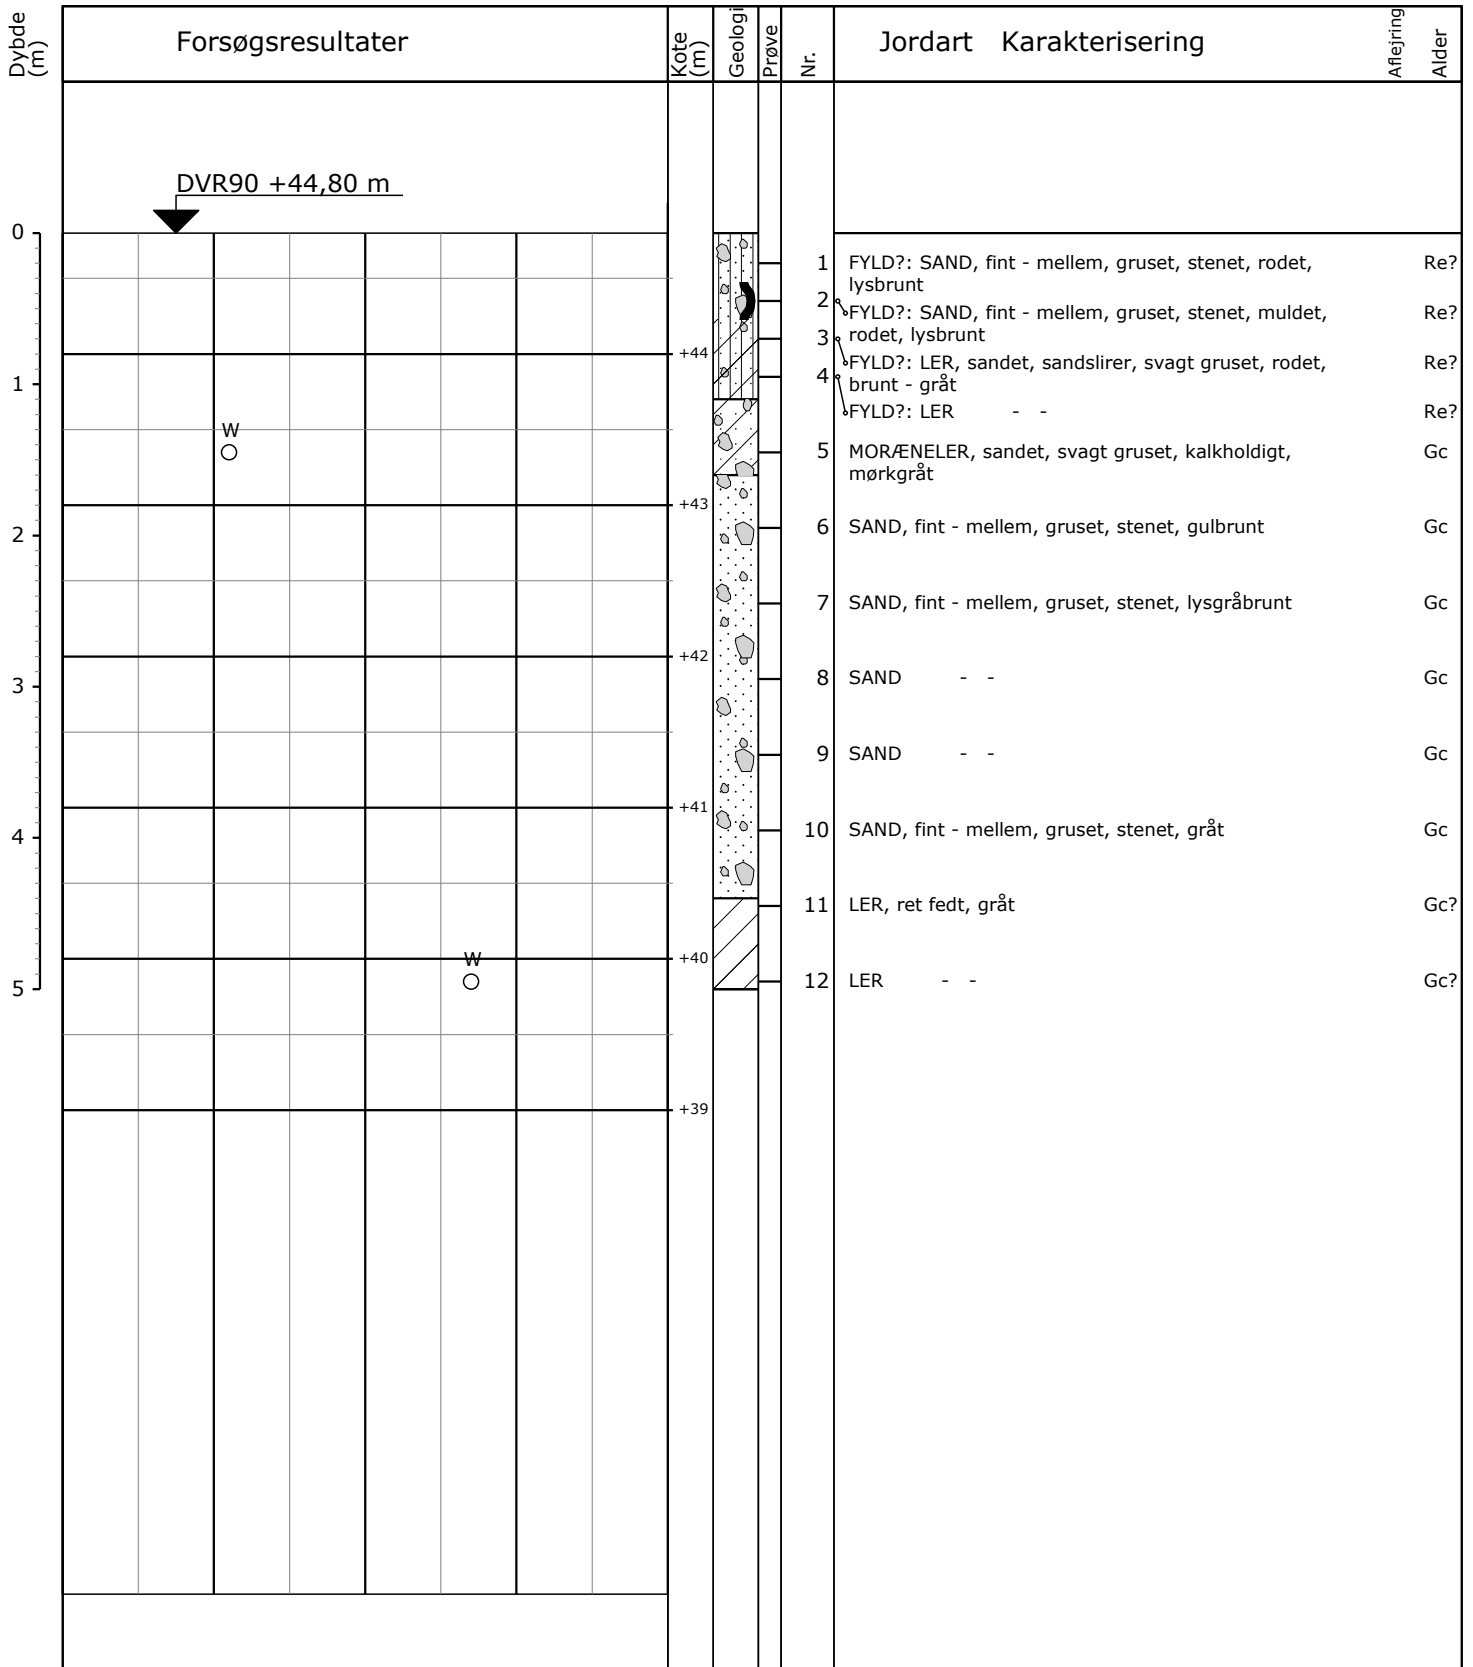 Dybde
(m)
Forsøgsresultater
Kote
(m)
Geologi
Prøve
Nr.
Jordart Karakterisering
Aflejring
Alder
DVR90 +44,80 m
0
1 FYLD?: SAND, fint - mellem, gruset, stenet, rodet, Re?
lysbrunt
2 FYLD?: SAND, fint - mellem, gruset, stenet, muldet, Re?
rodet, lysbrunt
3 FYLD?: LER, sandet, sandslirer, svagt gruset, rodet, Re?
brunt - gråt
+44
1
4 FYLD?: LER - - Re?
W
5 MORÆNELER, sandet, svagt gruset, kalkholdigt, Gc
mørkgråt
+43
2
6 SAND, fint - mellem, gruset, stenet, gulbrunt Gc
7 SAND, fint - mellem, gruset, stenet, lysgråbrunt Gc
+42
3
8 SAND - - Gc
9 SAND - - Gc
+41
4
10 SAND, fint - mellem, gruset, stenet, gråt Gc
11 LER, ret fedt, gråt Gc?
W
+40
5
12 LER - - Gc?
+39